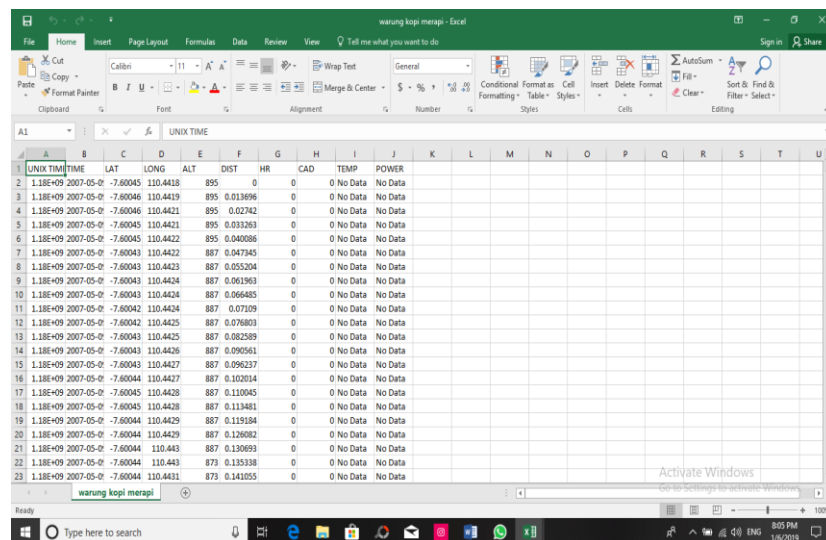 warung kopi merapi - Excel
File Home Insert Page Layout Formulas Data Review View Tell me what you want to do Sign in Share
Cut Calibri 11 Wrap Text General AutoSum
Paste Copy Conditional Formatting Format as Table Cell Styles Insert Delete Format Fill Sort & Filter Find & Select
Format Painter B I U Merge & Center $ % , Clear
Clipboard Font Alignment Number Styles Cells Editing
A1 fx UNIX TIME
A B C D E F G H I J K L M N O P Q R S T U
1 UNIX TIM TIME LAT LONG ALT DIST HR CAD TEMP POWER
2 1.18E+09 2007-05-0 -7.60045 110.4418 895 0 0 0 No Data No Data
3 1.18E+09 2007-05-0 -7.60046 110.4419 895 0.013696 0 0 No Data No Data
4 1.18E+09 2007-05-0 -7.60046 110.4421 895 0.02742 0 0 No Data No Data
5 1.18E+09 2007-05-0 -7.60045 110.4421 895 0.033263 0 0 No Data No Data
6 1.18E+09 2007-05-0 -7.60045 110.4422 895 0.040086 0 0 No Data No Data
7 1.18E+09 2007-05-0 -7.60043 110.4422 887 0.047345 0 0 No Data No Data
8 1.18E+09 2007-05-0 -7.60043 110.4423 887 0.055204 0 0 No Data No Data
9 1.18E+09 2007-05-0 -7.60043 110.4424 887 0.061963 0 0 No Data No Data
10 1.18E+09 2007-05-0 -7.60043 110.4424 887 0.066485 0 0 No Data No Data
11 1.18E+09 2007-05-0 -7.60042 110.4424 887 0.07109 0 0 No Data No Data
12 1.18E+09 2007-05-0 -7.60042 110.4425 887 0.076803 0 0 No Data No Data
13 1.18E+09 2007-05-0 -7.60043 110.4425 887 0.082589 0 0 No Data No Data
14 1.18E+09 2007-05-0 -7.60043 110.4426 887 0.090561 0 0 No Data No Data
15 1.18E+09 2007-05-0 -7.60043 110.4427 887 0.096237 0 0 No Data No Data
16 1.18E+09 2007-05-0 -7.60044 110.4427 887 0.102014 0 0 No Data No Data
17 1.18E+09 2007-05-0 -7.60045 110.4428 887 0.110045 0 0 No Data No Data
18 1.18E+09 2007-05-0 -7.60045 110.4428 887 0.113481 0 0 No Data No Data
19 1.18E+09 2007-05-0 -7.60044 110.4429 887 0.119184 0 0 No Data No Data
20 1.18E+09 2007-05-0 -7.60044 110.4429 887 0.126082 0 0 No Data No Data
21 1.18E+09 2007-05-0 -7.60044 110.443 887 0.130693 0 0 No Data No Data
22 1.18E+09 2007-05-0 -7.60044 110.443 873 0.135338 0 0 No Data No Data
23 1.18E+09 2007-05-0 -7.60044 110.4431 873 0.141055 0 0 No Data No Data
Activate Windows
Go to Settings to activate Windows.
warung kopi merapi
Ready 100
Type here to search ENG 8:05 PM
1/6/2019